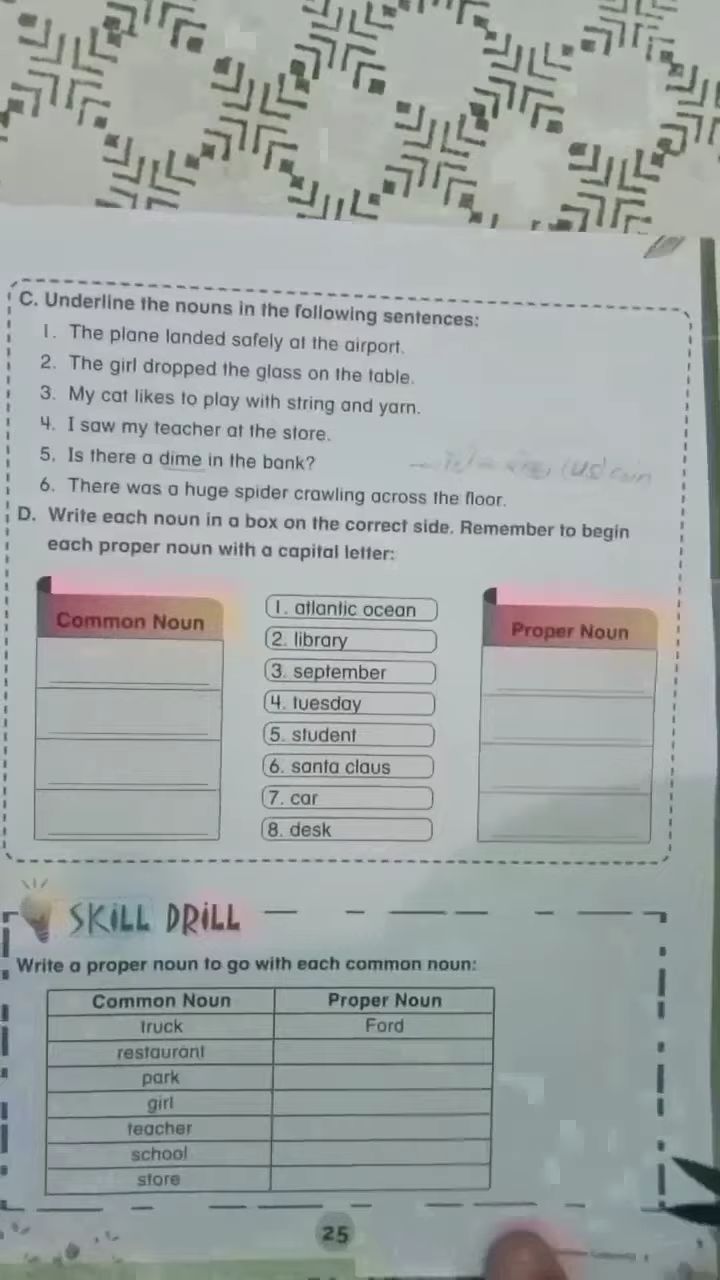 C. Underline the nouns in the following sentences:
1. The plane landed safely at the airport.
2. The girl dropped the glass on the table.
3. My cat likes to play with string and yarn.
4. I saw my teacher at the store.
5. Is there a dime in the bank? (US) coin
6. There was a huge spider crawling across the floor.
D. Write each noun in a box on the correct side. Remember to begin
each proper noun with a capital letter:
Common Noun
1. atlantic ocean
2. library
3. september
4. tuesday
5. student
6. santa claus
7. car
8. desk
Proper Noun
SKILL DRILL
Write a proper noun to go with each common noun:
Common Noun Proper Noun
truck Ford
restaurant
park
girl
teacher
school
store
25